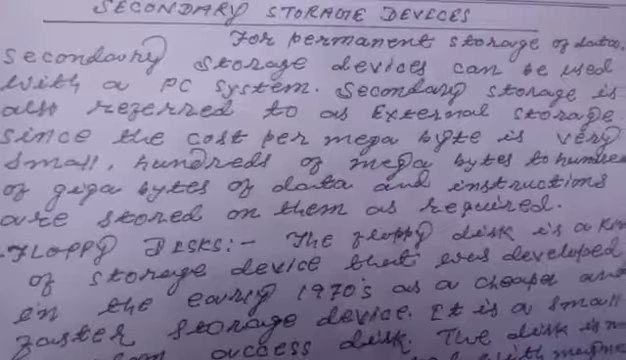 SECONDARY STORAGE DEVICES
For permanent storage of data,
secondary storage devices can be used
with a PC system. Secondary storage is
also referred to as External storage
since the cost per mega byte is very
small, hundreds of mega bytes to
of giga bytes of data and instructions
are stored on them as required.
FLOPPY DISKS:- The floppy disk is a
of storage device that was developed
in the early 1970's as a cheaper and
faster storage device. It is a small
access disk. The disk is